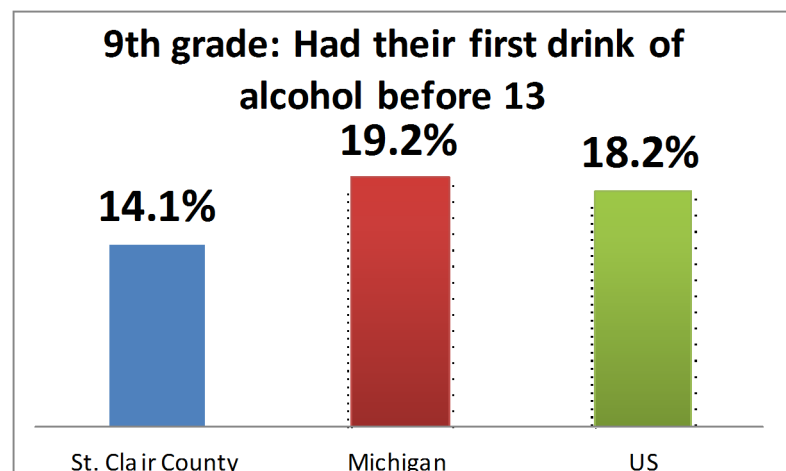 9th grade: Had their first drink of
alcohol before 13
14.1%
19.2%
18.2%
St. Clair County
Michigan
US